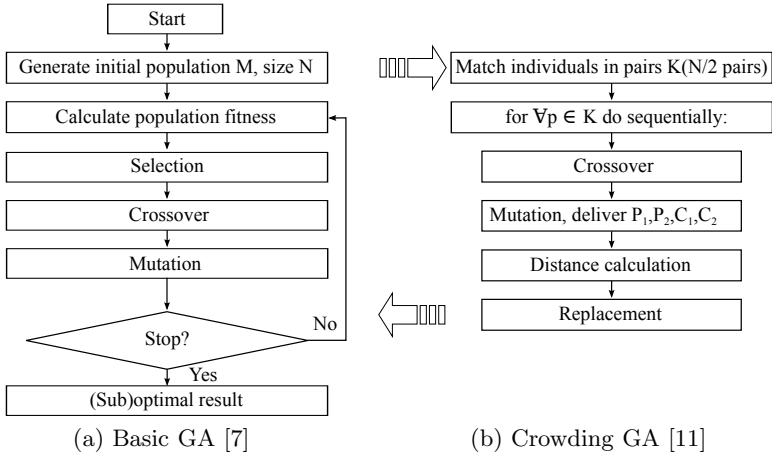 Start
Generate initial population M, size N
Calculate population fitness
Selection
Crossover
Mutation
Stop?
No
Yes
(Sub)optimal result
(a) Basic GA [7]
Match individuals in pairs K(N/2 pairs)
for ∀p ∈ K do sequentially:
Crossover
Mutation, deliver P₁,P₂,C₁,C₂
Distance calculation
Replacement
(b) Crowding GA [11]